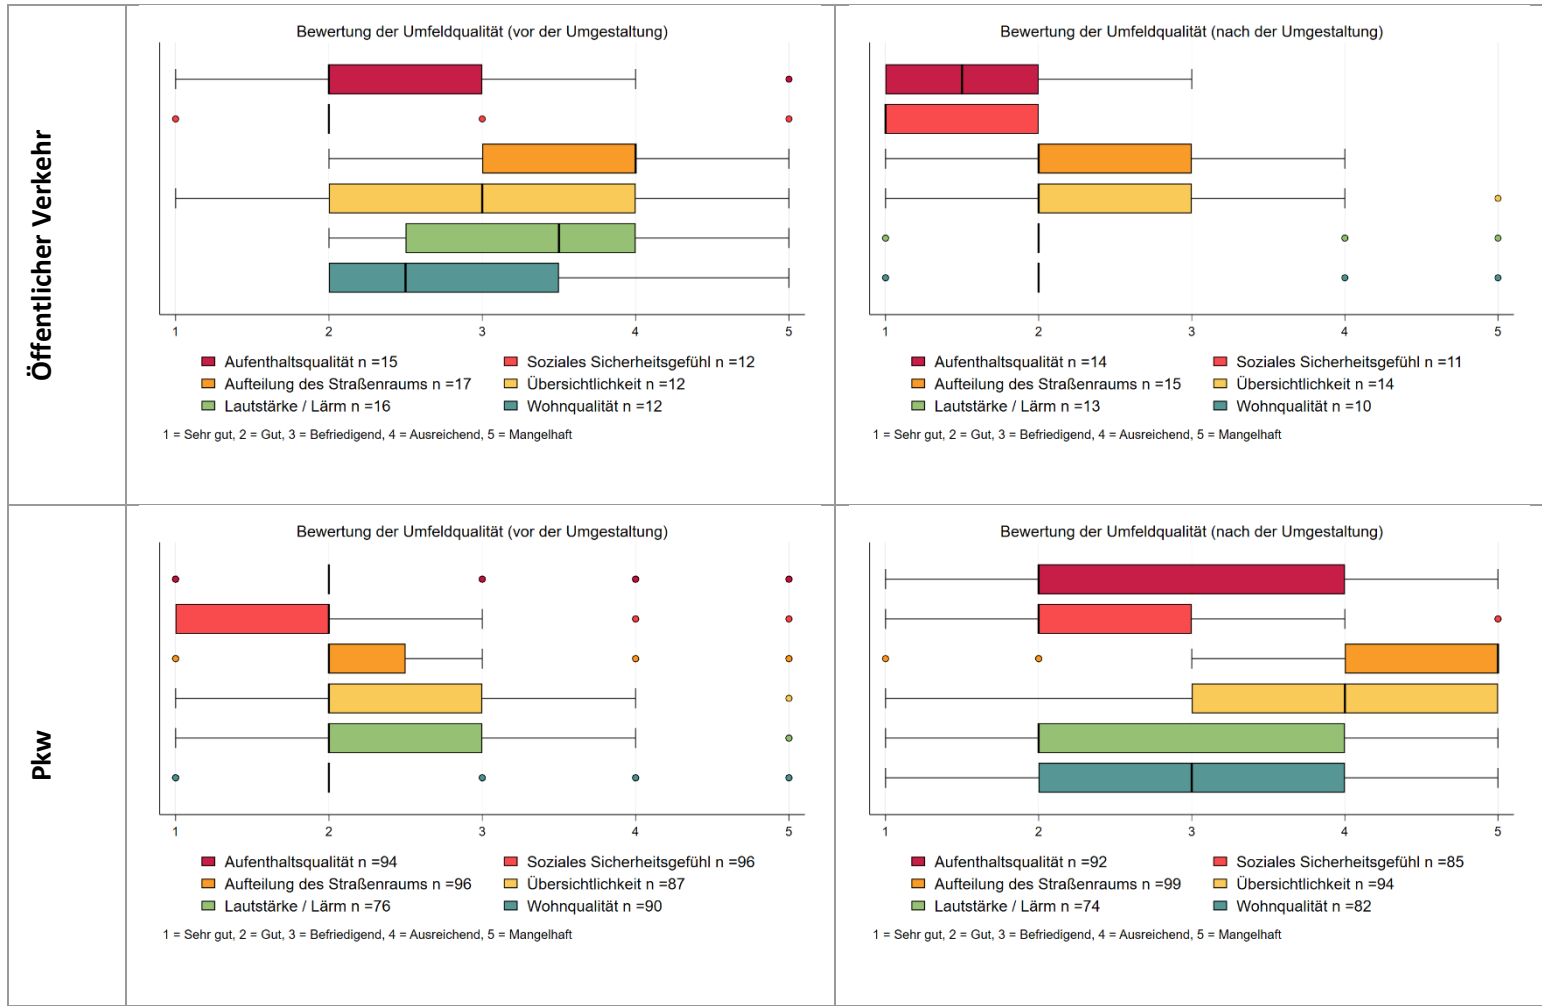 Öffentlicher Verkehr
Bewertung der Umfeldqualität (vor der Umgestaltung)
1 2 3 4 5
Aufenthaltsqualität n =15 Soziales Sicherheitsgefühl n =12
Aufteilung des Straßenraums n =17 Übersichtlichkeit n =12
Lautstärke / Lärm n =16 Wohnqualität n =12
1 = Sehr gut, 2 = Gut, 3 = Befriedigend, 4 = Ausreichend, 5 = Mangelhaft
Bewertung der Umfeldqualität (nach der Umgestaltung)
1 2 3 4 5
Aufenthaltsqualität n =14 Soziales Sicherheitsgefühl n =11
Aufteilung des Straßenraums n =15 Übersichtlichkeit n =14
Lautstärke / Lärm n =13 Wohnqualität n =10
1 = Sehr gut, 2 = Gut, 3 = Befriedigend, 4 = Ausreichend, 5 = Mangelhaft
Pkw
Bewertung der Umfeldqualität (vor der Umgestaltung)
1 2 3 4 5
Aufenthaltsqualität n =94 Soziales Sicherheitsgefühl n =96
Aufteilung des Straßenraums n =96 Übersichtlichkeit n =87
Lautstärke / Lärm n =76 Wohnqualität n =90
1 = Sehr gut, 2 = Gut, 3 = Befriedigend, 4 = Ausreichend, 5 = Mangelhaft
Bewertung der Umfeldqualität (nach der Umgestaltung)
1 2 3 4 5
Aufenthaltsqualität n =92 Soziales Sicherheitsgefühl n =85
Aufteilung des Straßenraums n =99 Übersichtlichkeit n =94
Lautstärke / Lärm n =74 Wohnqualität n =82
1 = Sehr gut, 2 = Gut, 3 = Befriedigend, 4 = Ausreichend, 5 = Mangelhaft